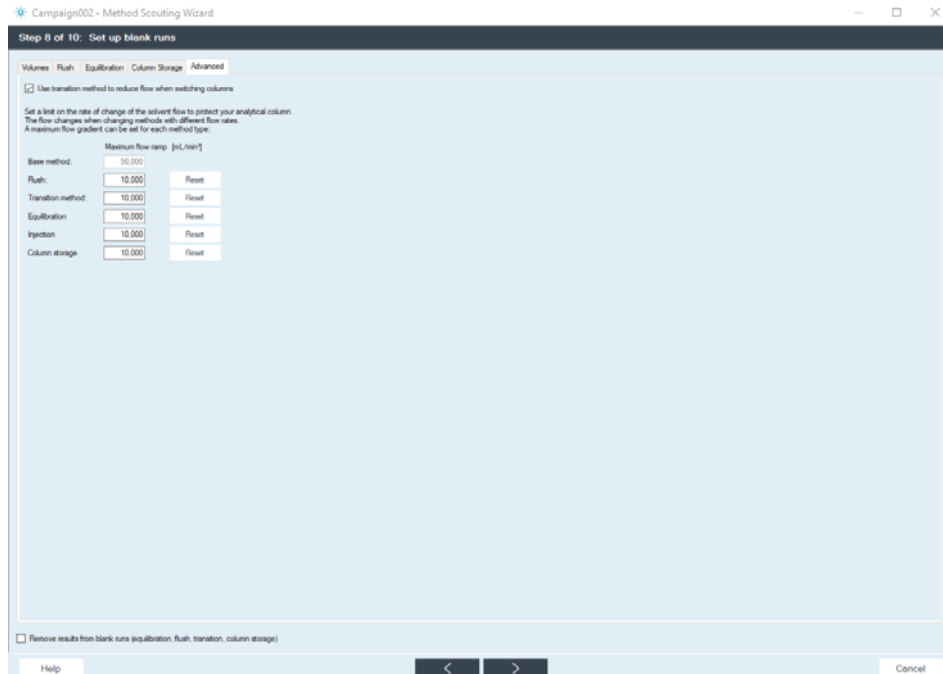 Campaign002 - Method Scouting Wizard
Step 8 of 10: Set up blank runs
Volumes Flush Equilibration Column Storage Advanced
Use transition method to reduce flow when switching columns
Set a limit on the rate of change of the solvent flow to protect your analytical column.
The flow changes when changing methods with different flow rates.
A maximum flow gradient can be set for each method type:
Maximum flow ramp [mL/min²]
Base method: 50.000
Flush: 10.000 Reset
Transition method: 10.000 Reset
Equilibration 10.000 Reset
Injection 10.000 Reset
Column storage 10.000 Reset
Remove results from blank runs (equilibration, flush, transition, column storage)
Help < > Cancel